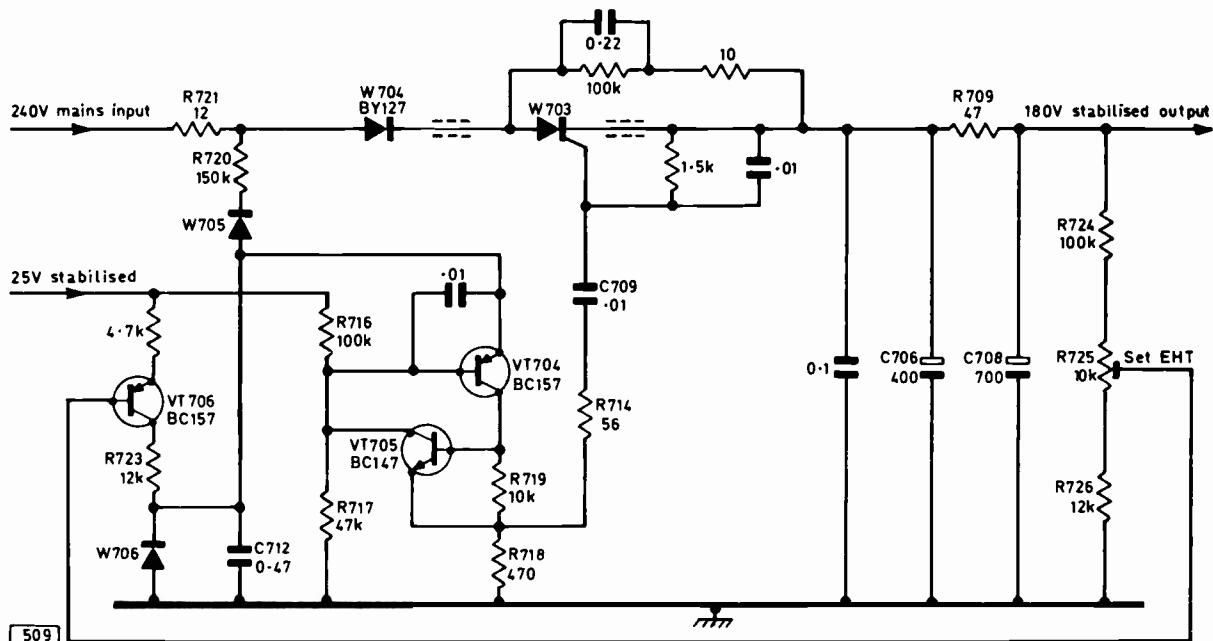 0·22
100k
10
240V mains input
R721
12
W704
BY127
W703
R709
47
180V stabilised output
R720
150k
1·5k
·01
W705
R724
100k
25V stabilised
·01
C709
·01
4·7k
R716
100k
VT704
BC157
0·1
C706
400
C708
700
R725
10k
Set EHT
VT706
BC157
R714
56
VT705
BC147
R723
12k
R719
10k
R717
47k
R726
12k
W706
C712
0·47
R718
470
509